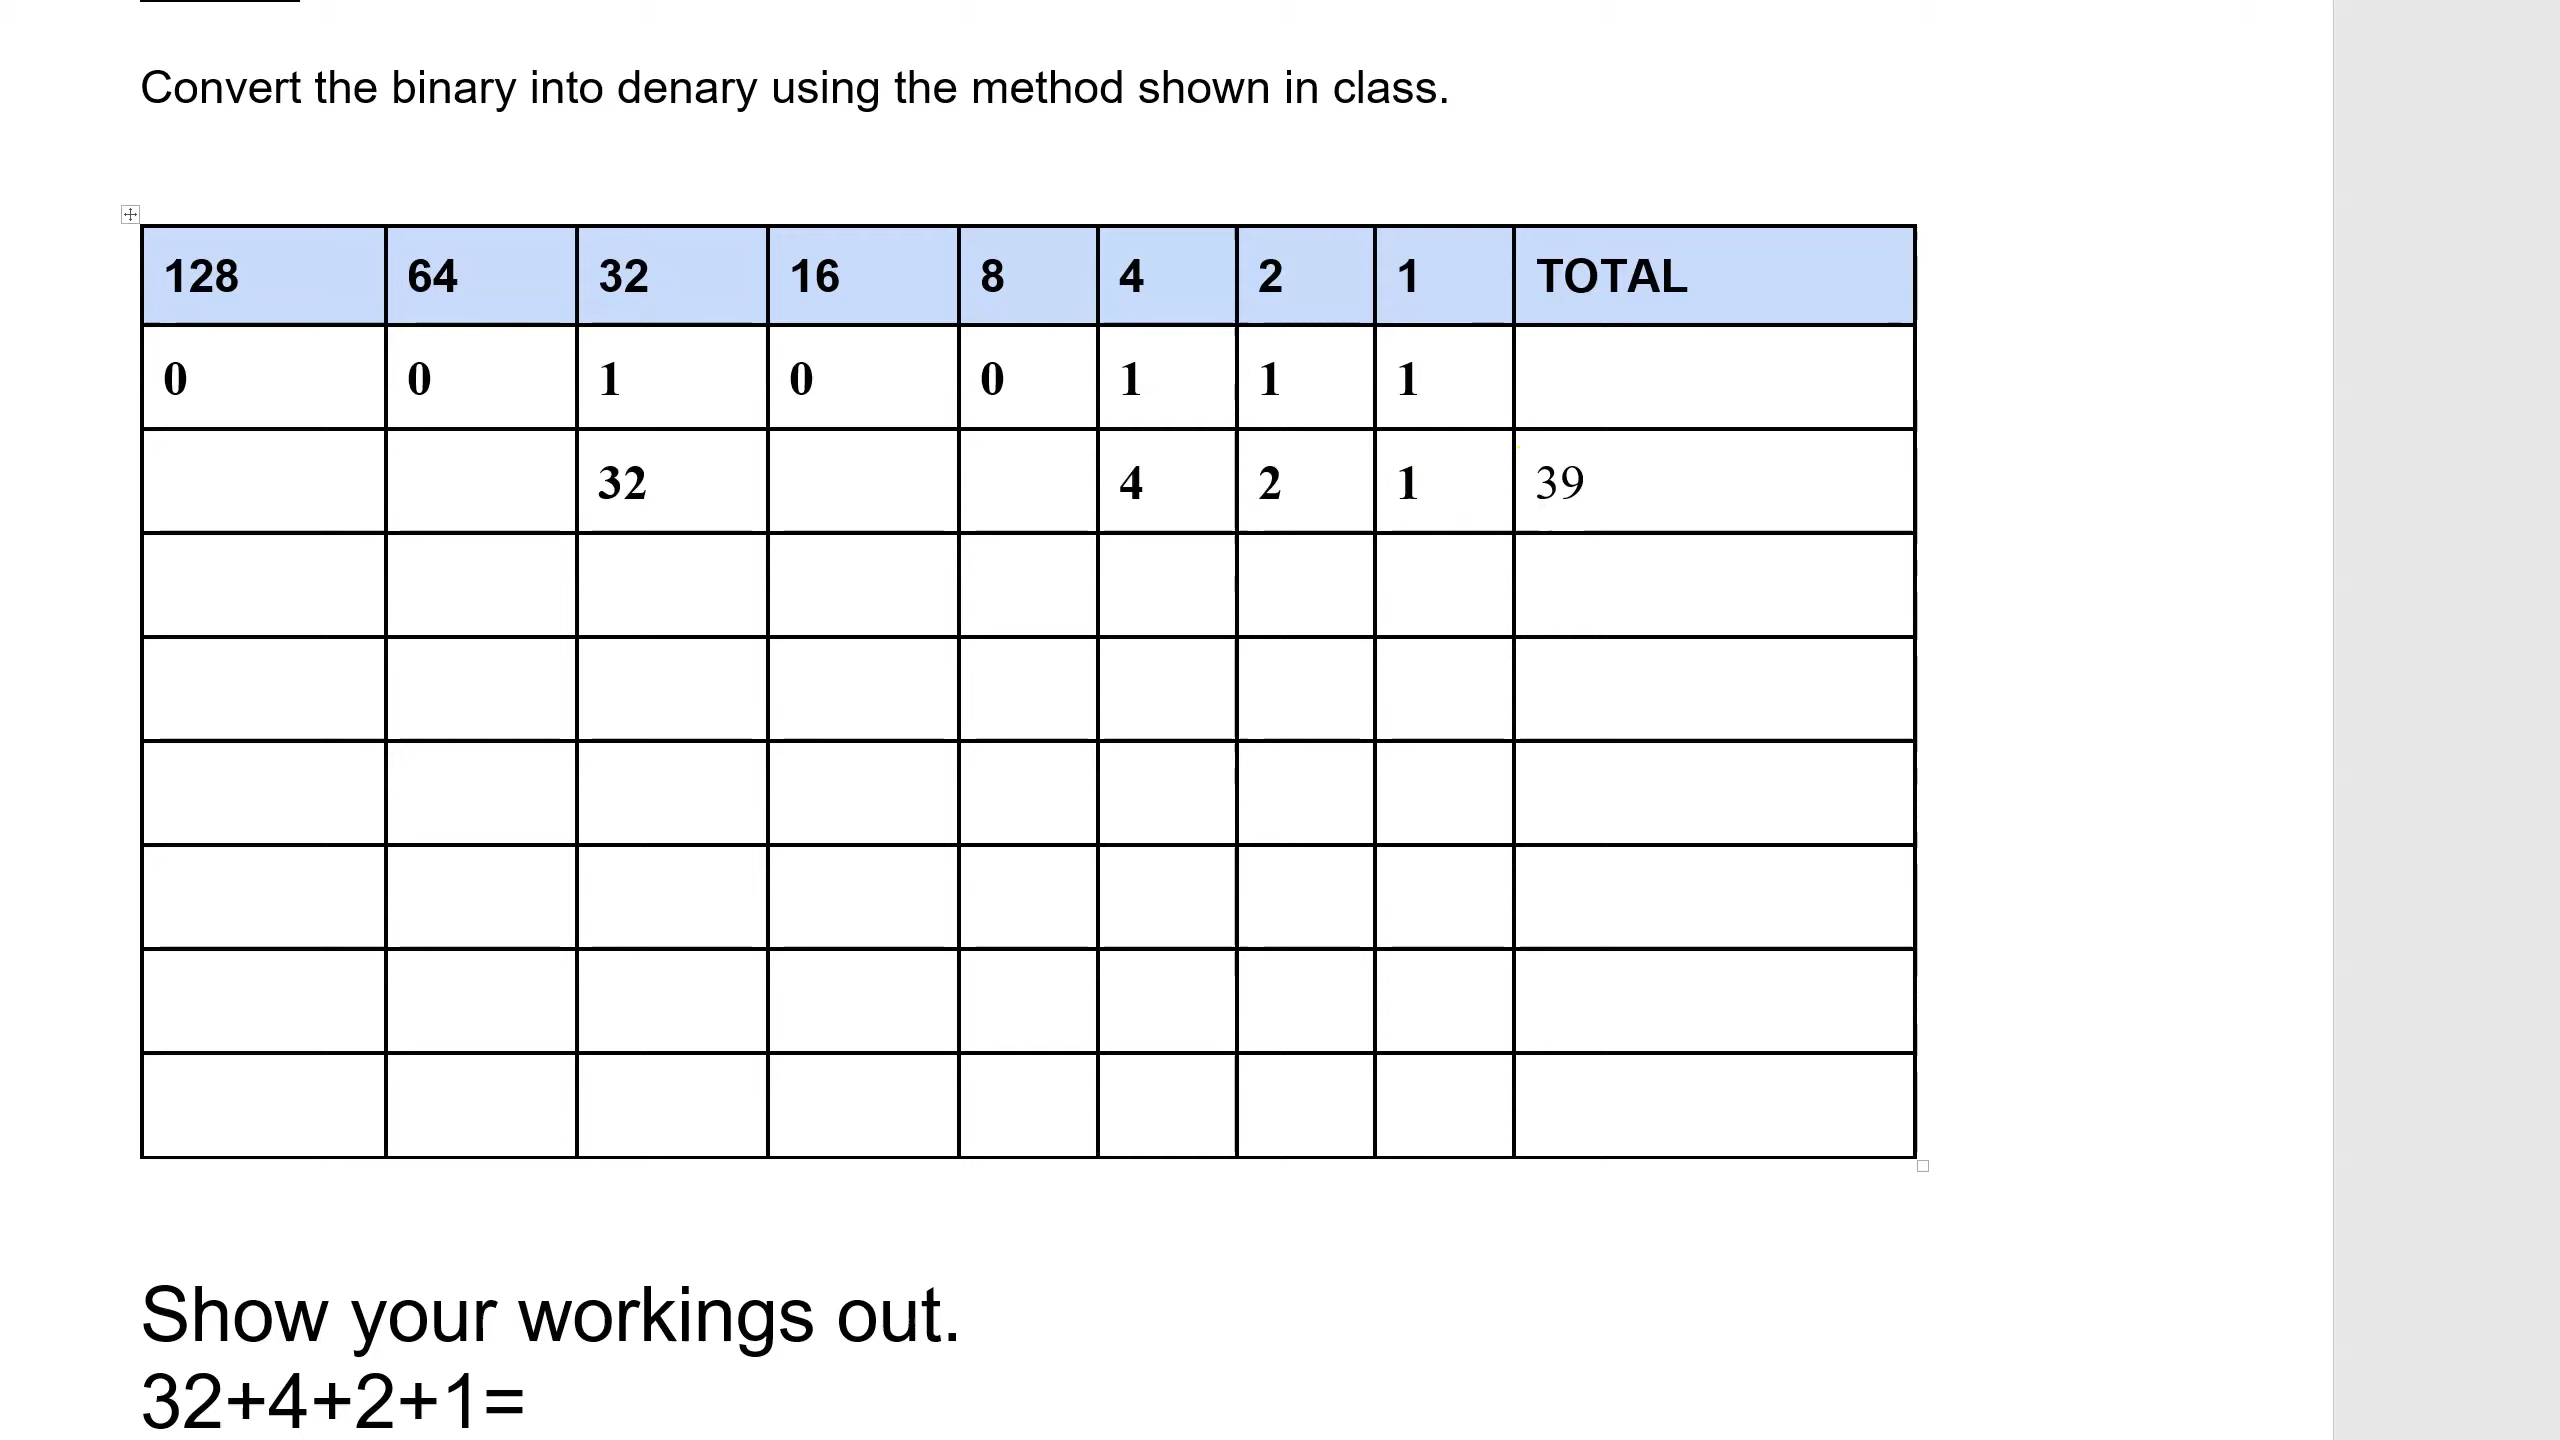 Convert the binary into denary using the method shown in class.
128 64 32 16 8 4 2 1 TOTAL
0 0 1 0 0 1 1 1
32 4 2 1 39
Show your workings out.
32+4+2+1=